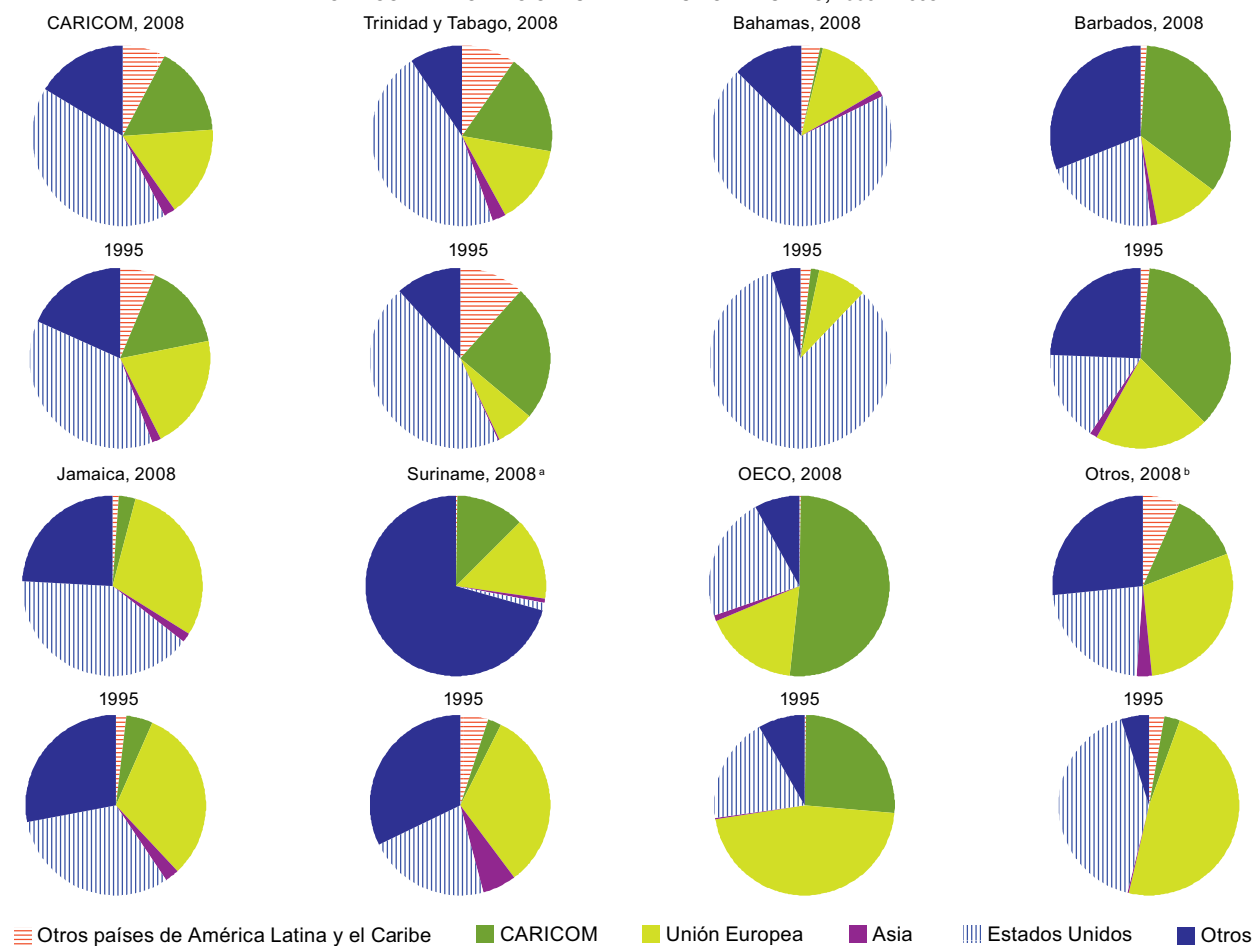 CARICOM, 2008
Trinidad y Tabago, 2008
Bahamas, 2008
Barbados, 2008
1995
1995
1995
1995
Jamaica, 2008
Suriname, 2008 a
OECO, 2008
Otros, 2008 b
1995
1995
1995
1995
Otros países de América Latina y el Caribe
CARICOM
Unión Europea
Asia
Estados Unidos
Otros